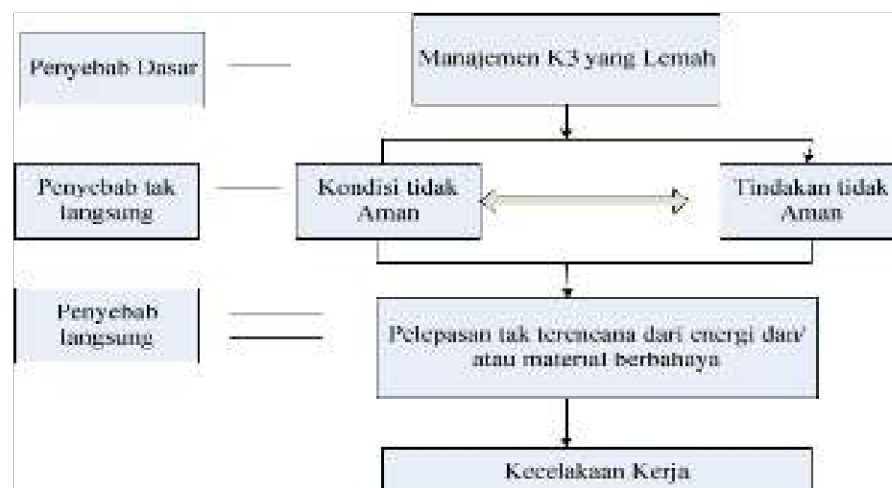 Penyebab Dasar
Manajemen K3 yang Lemah
Penyebab tak
langsung
Kondisi tidak
Aman
Tindakan tidak
Aman
Penyebab
langsung
Pelepasan tak terencana dari energi dan/
atau material berbahaya
Kecelakaan Kerja